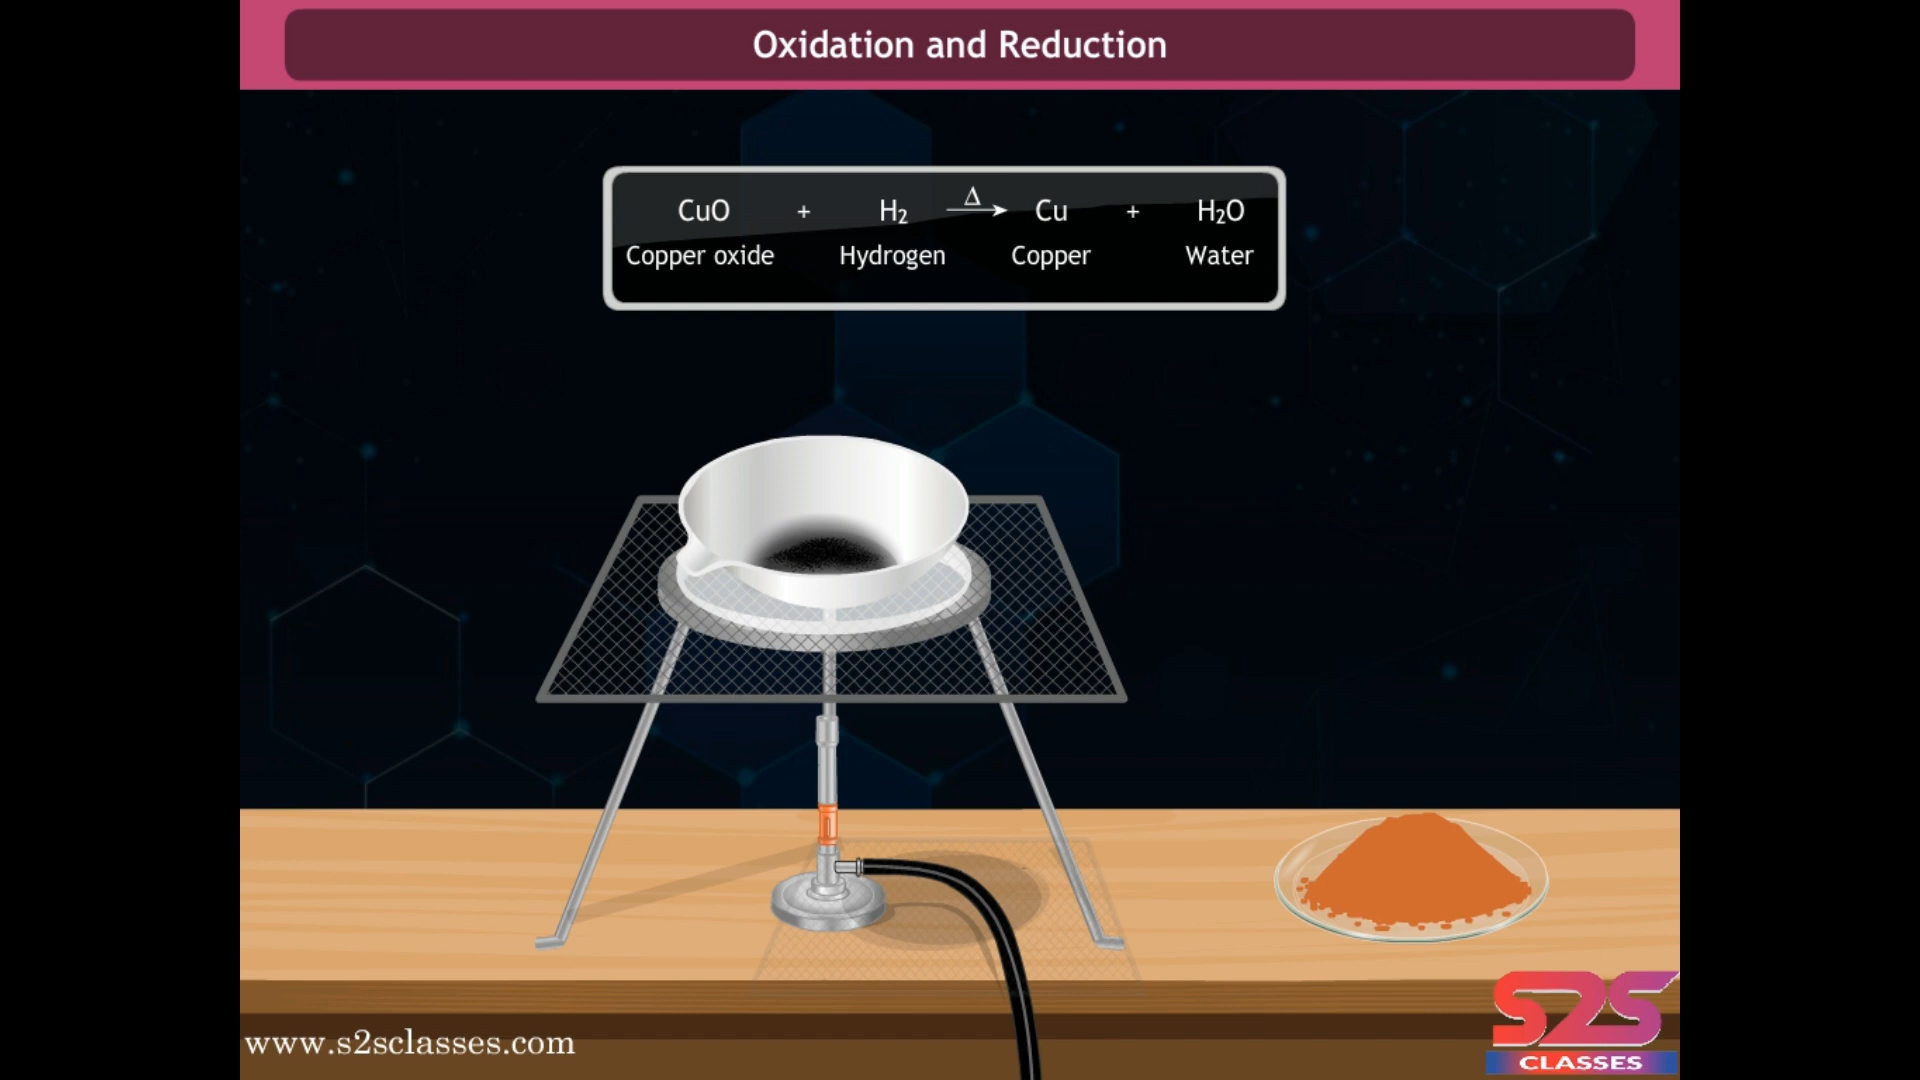 Oxidation and Reduction
CuO + H₂ Δ→ Cu + H₂O
Copper oxide Hydrogen Copper Water
www.s2sclasses.com
S2S
CLASSES